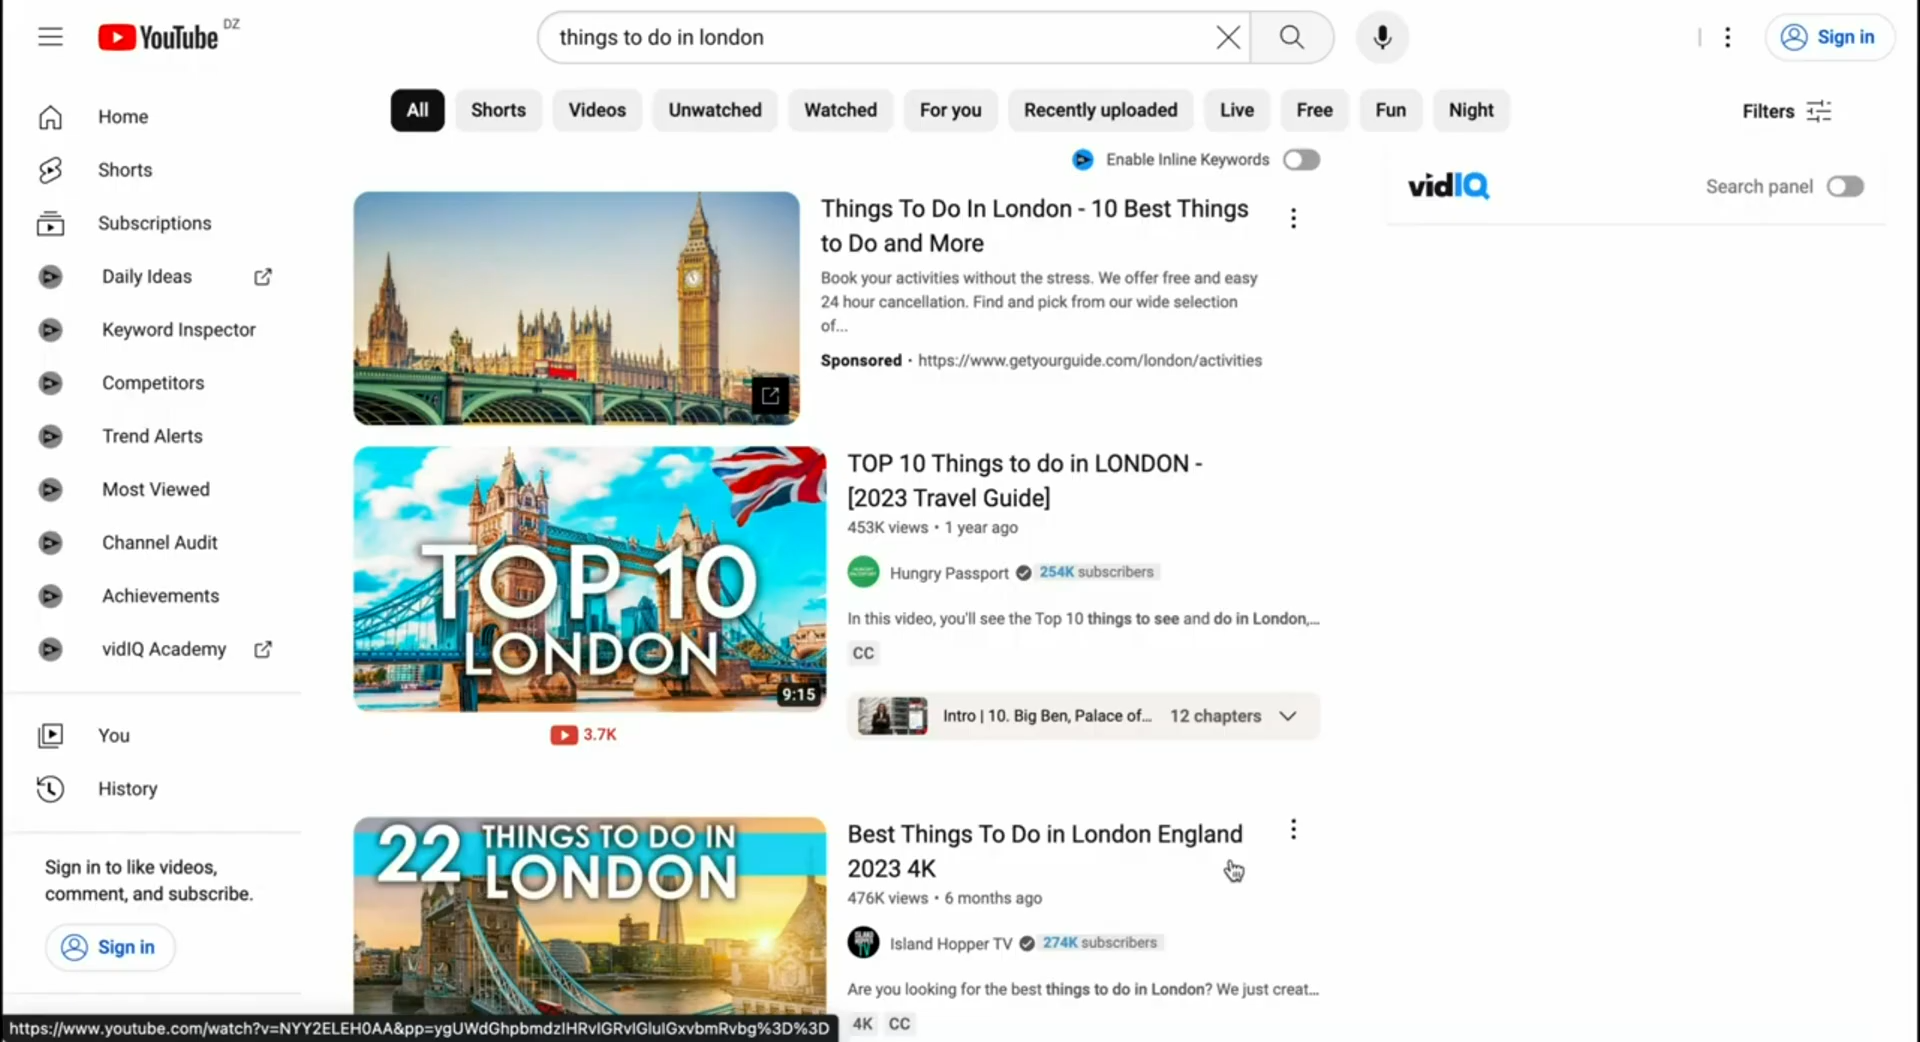 YouTube DZ
things to do in london
Sign in
Home
Shorts
Subscriptions
Daily Ideas
Keyword Inspector
Competitors
Trend Alerts
Most Viewed
Channel Audit
Achievements
vidIQ Academy
You
History
Sign in to like videos,
comment, and subscribe.
Sign in
All
Shorts
Videos
Unwatched
Watched
For you
Recently uploaded
Live
Free
Fun
Night
Filters
Enable Inline Keywords
vidIQ
Search panel
Things To Do In London - 10 Best Things
to Do and More
Book your activities without the stress. We offer free and easy
24 hour cancellation. Find and pick from our wide selection
of...
Sponsored · https://www.getyourguide.com/london/activities
TOP 10
LONDON
9:15
3.7K
TOP 10 Things to do in LONDON -
[2023 Travel Guide]
453K views • 1 year ago
Hungry Passport 254K subscribers
In this video, you'll see the Top 10 things to see and do in London,...
CC
Intro | 10. Big Ben, Palace of... 12 chapters
22 THINGS TO DO IN
LONDON
Best Things To Do in London England
2023 4K
476K views • 6 months ago
Island Hopper TV 274K subscribers
Are you looking for the best things to do in London? We just creat...
4K CC
https://www.youtube.com/watch?v=NYY2ELEH0AA&pp=ygUWdGhpbmdzIHRvIGRvIGluIGxvbmRvbg%3D%3D